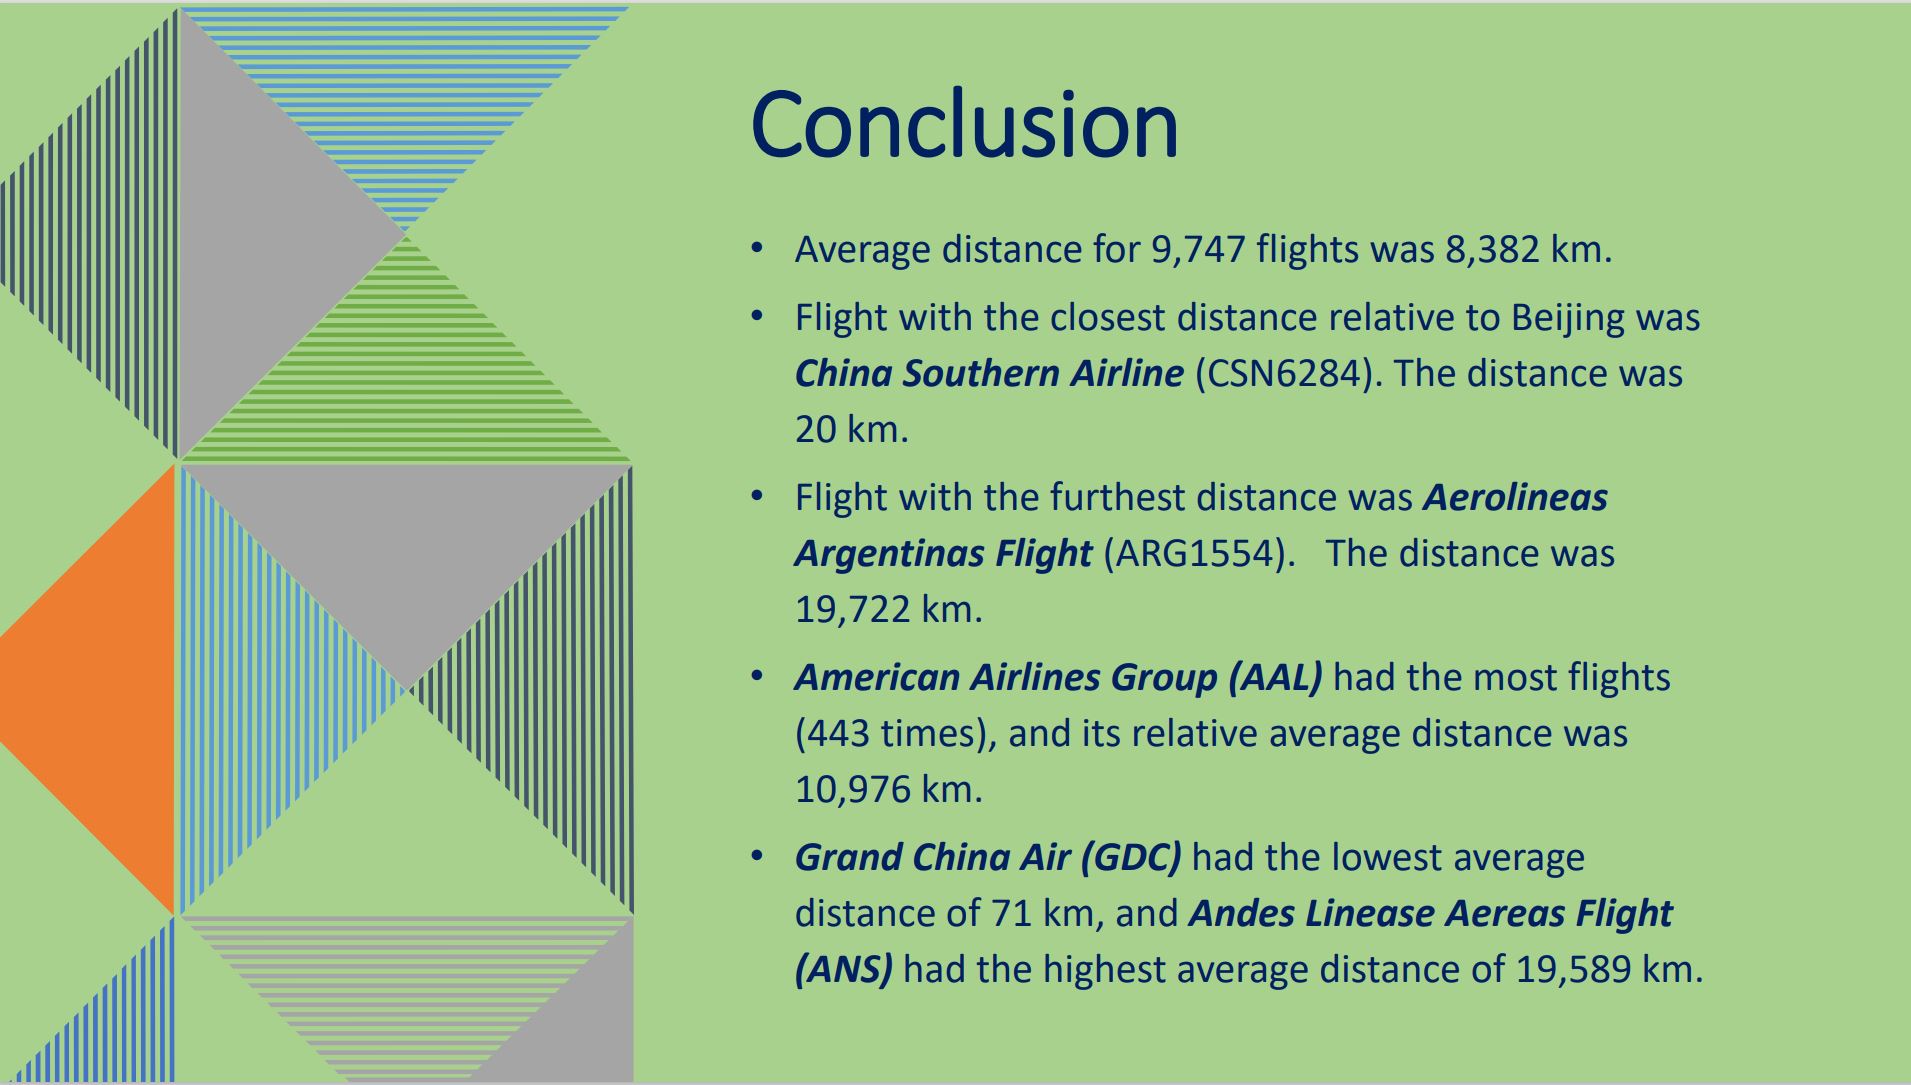 Conclusion
• Average distance for 9,747 flights was 8,382 km.
• Flight with the closest distance relative to Beijing was
China Southern Airline (CSN6284). The distance was
20 km.
• Flight with the furthest distance was Aerolineas
Argentinas Flight (ARG1554).   The distance was
19,722 km.
• American Airlines Group (AAL) had the most flights
(443 times), and its relative average distance was
10,976 km.
• Grand China Air (GDC) had the lowest average
distance of 71 km, and Andes Linease Aereas Flight
(ANS) had the highest average distance of 19,589 km.